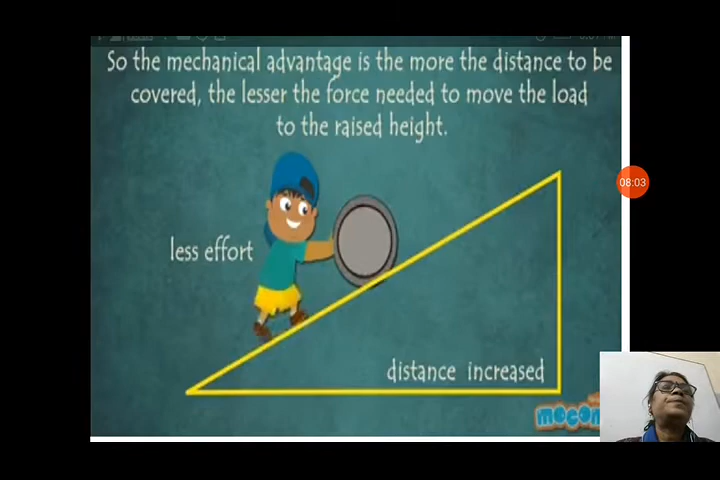 So the mechanical advantage is the more the distance to be
covered, the lesser the force needed to move the load
to the raised height.
08:03
less effort
distance increased